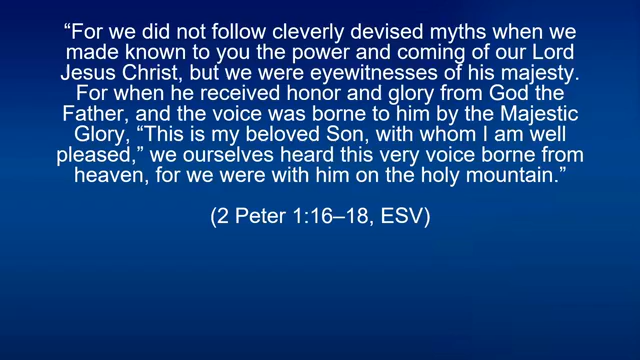 “For we did not follow cleverly devised myths when we
made known to you the power and coming of our Lord
Jesus Christ, but we were eyewitnesses of his majesty.
For when he received honor and glory from God the
Father, and the voice was borne to him by the Majestic
Glory, “This is my beloved Son, with whom I am well
pleased,” we ourselves heard this very voice borne from
heaven, for we were with him on the holy mountain.”
(2 Peter 1:16–18, ESV)